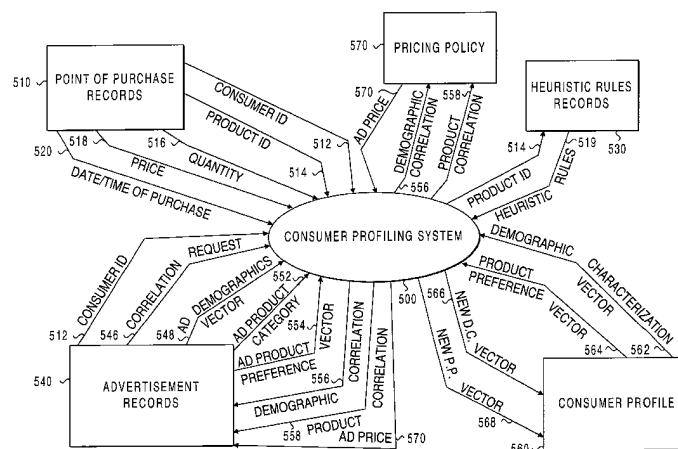 570
PRICING POLICY
510
POINT OF PURCHASE
RECORDS
HEURISTIC RULES
RECORDS
530
CONSUMER ID
512
PRODUCT ID
514
QUANTITY
516
PRICE
518
DATE/TIME OF PURCHASE
520
AD PRICE
570
DEMOGRAPHIC
CORRELATION
556
PRODUCT
CORRELATION
558
PRODUCT ID
514
HEURISTIC RULES
519
CONSUMER PROFILING SYSTEM
500
CONSUMER ID
512
CORRELATION REQUEST
546
AD DEMOGRAPHICS
VECTOR
548
AD PRODUCT
CATEGORY
552
AD PRODUCT
PREFERENCE VECTOR
554
DEMOGRAPHIC CORRELATION
556
PRODUCT CORRELATION
558
AD PRICE
570
NEW D.C. VECTOR
566
NEW P.P. VECTOR
568
PRODUCT
PREFERENCE VECTOR
564
DEMOGRAPHIC CHARACTERIZATION
VECTOR
562
540
ADVERTISEMENT
RECORDS
CONSUMER PROFILE
560